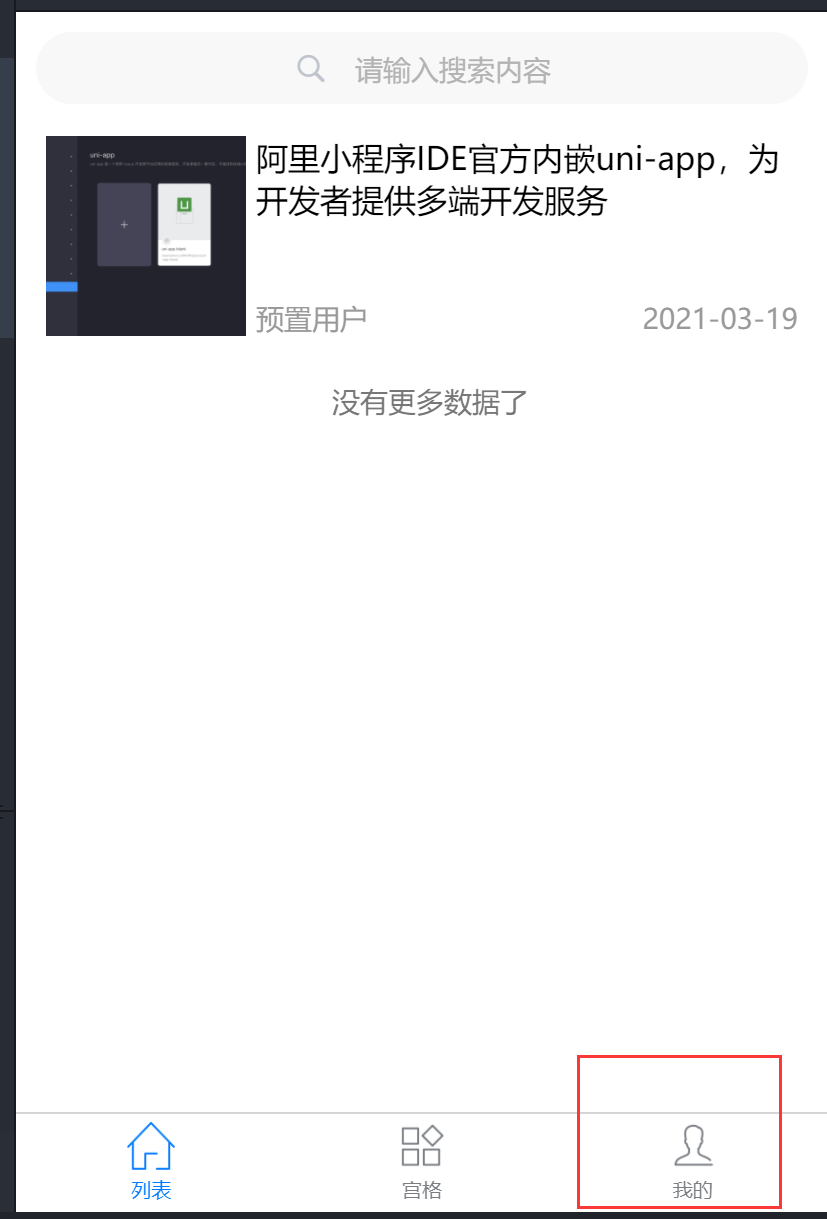 请输入搜索内容
uni-app
阿里小程序IDE官方内嵌uni-app，为
开发者提供多端开发服务
预置用户 2021-03-19
没有更多数据了
列表 宫格 我的